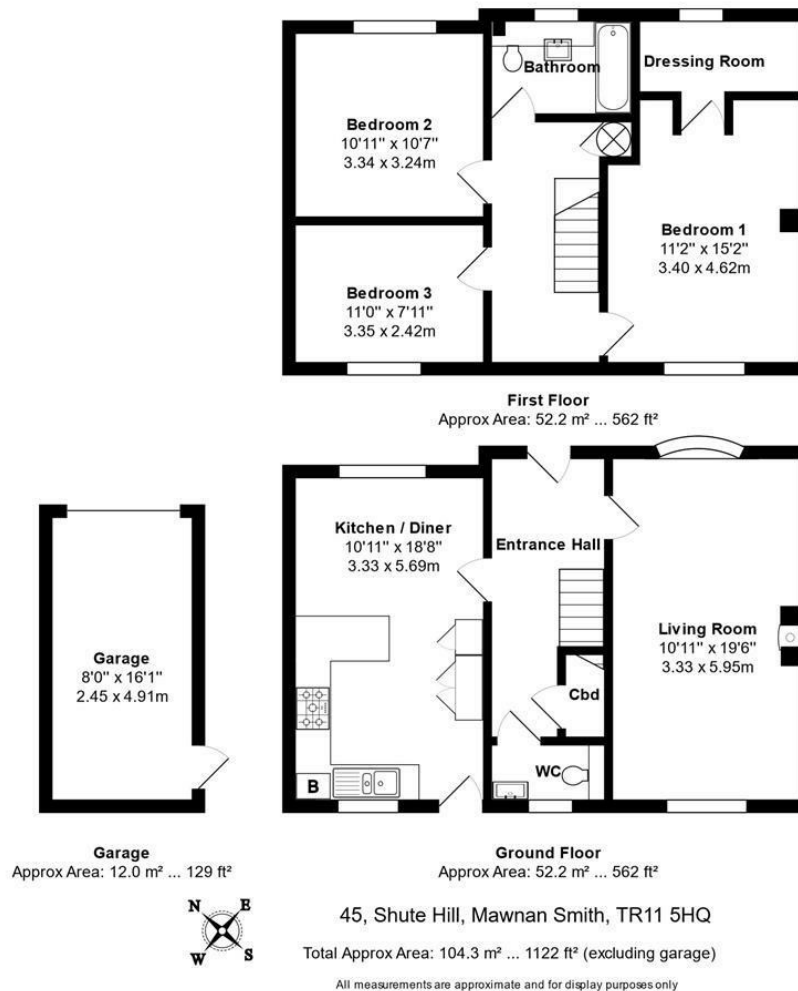 Bathroom
Dressing Room
Bedroom 2
10'11" x 10'7"
3.34 x 3.24m
Bedroom 1
11'2" x 15'2"
3.40 x 4.62m
Bedroom 3
11'0" x 7'11"
3.35 x 2.42m
First Floor
Approx Area: 52.2 m² ... 562 ft²
Kitchen / Diner
10'11" x 18'8"
3.33 x 5.69m
Entrance Hall
Living Room
10'11" x 19'6"
3.33 x 5.95m
Garage
8'0" x 16'1"
2.45 x 4.91m
Cbd
WC
B
Garage
Approx Area: 12.0 m² ... 129 ft²
Ground Floor
Approx Area: 52.2 m² ... 562 ft²
N E
W S
45, Shute Hill, Mawnan Smith, TR11 5HQ
Total Approx Area: 104.3 m² ... 1122 ft² (excluding garage)
All measurements are approximate and for display purposes only